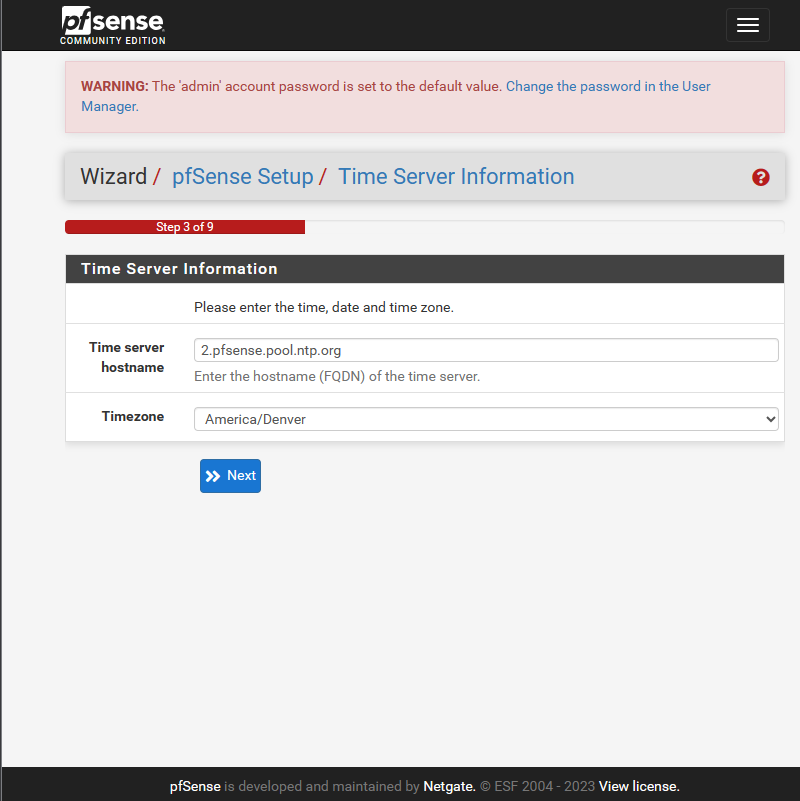 pfsense
COMMUNITY EDITION
WARNING: The 'admin' account password is set to the default value. Change the password in the User
Manager.
Wizard / pfSense Setup / Time Server Information
Step 3 of 9
Time Server Information
Please enter the time, date and time zone.
Time server
hostname
2.pfsense.pool.ntp.org
Enter the hostname (FQDN) of the time server.
Timezone
America/Denver
Next
pfSense is developed and maintained by Netgate. © ESF 2004 - 2023 View license.